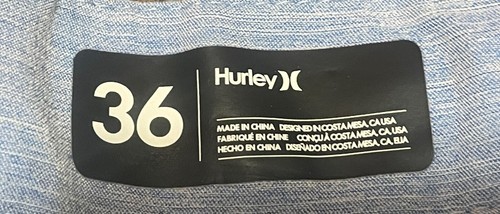 36
Hurley
MADE IN CHINA DESIGNED IN COSTA MESA, CA, USA
FABRIQUÉ EN CHINE CONÇU À COSTA MESA, CA, USA
HECHO EN CHINA DISEÑADO EN COSTA MESA, CA, EUA